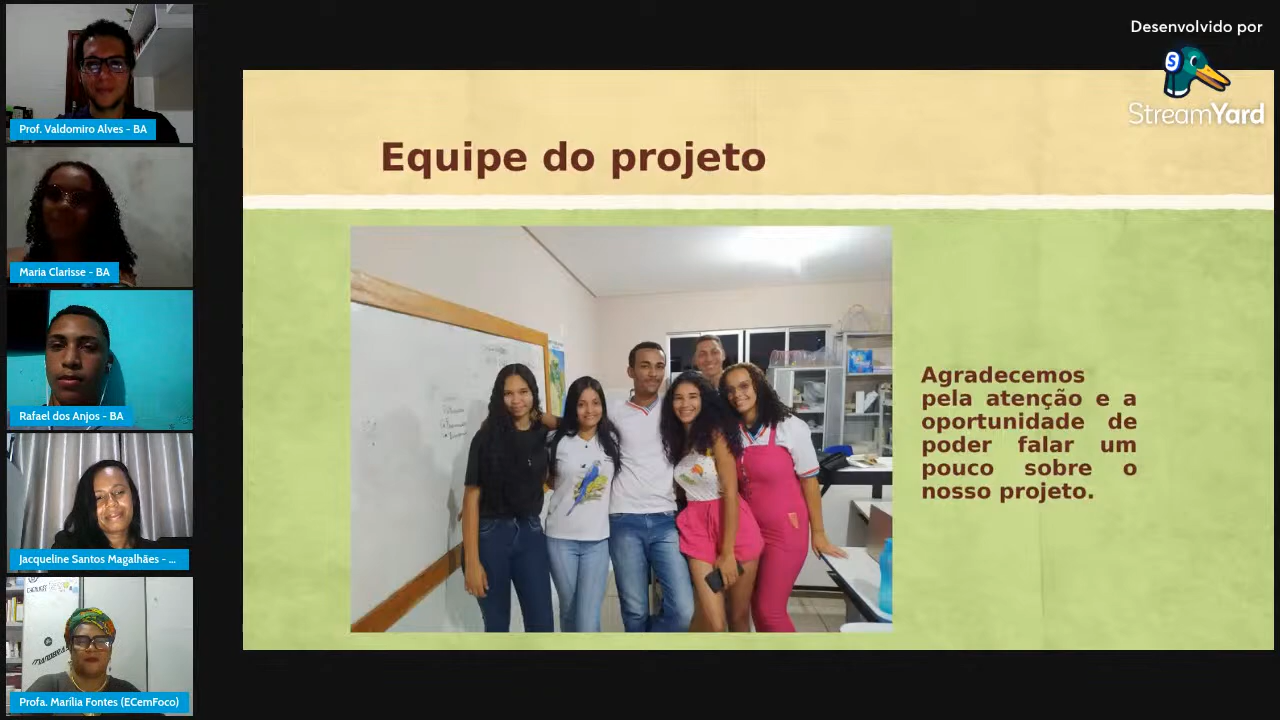 Desenvolvido por
StreamYard
Equipe do projeto
Agradecemos
pela atenção e a
oportunidade de
poder falar um
pouco sobre o
nosso projeto.
Prof. Valdomiro Alves - BA
Maria Clarisse - BA
Rafael dos Anjos - BA
Jacqueline Santos Magalhães - ...
Profa. Marília Fontes (ECemFoco)